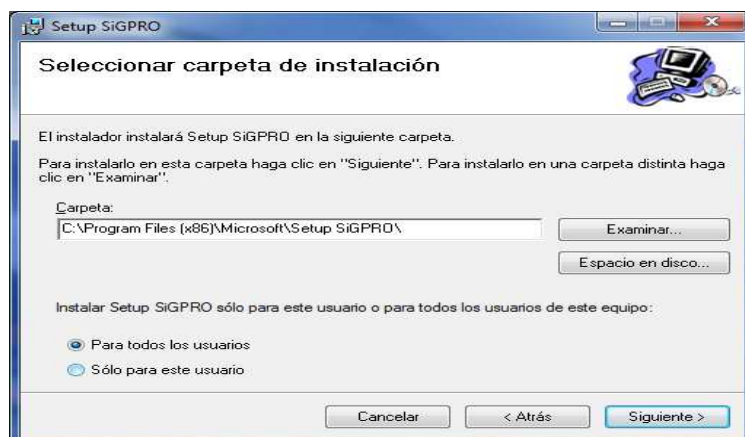 Setup SiGPRO
Seleccionar carpeta de instalación
El instalador instalará Setup SiGPRO en la siguiente carpeta.
Para instalarlo en esta carpeta haga clic en "Siguiente". Para instalarlo en una carpeta distinta haga
clic en "Examinar".
Carpeta:
C:\Program Files (x86)\Microsoft\Setup SiGPRO\
Examinar...
Espacio en disco...
Instalar Setup SiGPRO sólo para este usuario o para todos los usuarios de este equipo:
Para todos los usuarios
Sólo para este usuario
Cancelar
< Atrás
Siguiente >